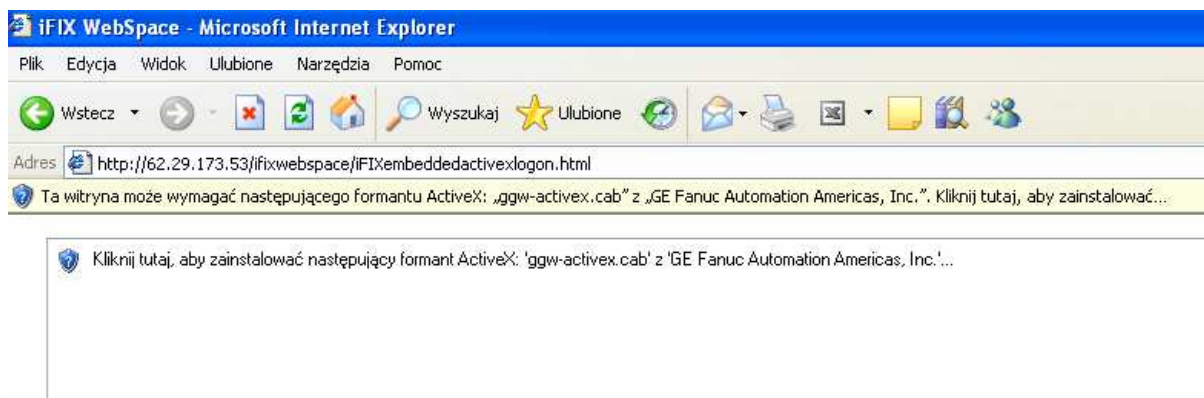 iFIX WebSpace - Microsoft Internet Explorer
Plik Edycja Widok Ulubione Narzędzia Pomoc
Wstecz Wyszukaj Ulubione
Adres http://62.29.173.53/ifixwebspace/iFIXembeddedactivexlogon.html
Ta witryna może wymagać następującego formantu ActiveX: „ggw-activex.cab” z „GE Fanuc Automation Americas, Inc.”. Kliknij tutaj, aby zainstalować...
Kliknij tutaj, aby zainstalować następujący formant ActiveX: 'ggw-activex.cab' z 'GE Fanuc Automation Americas, Inc.'...